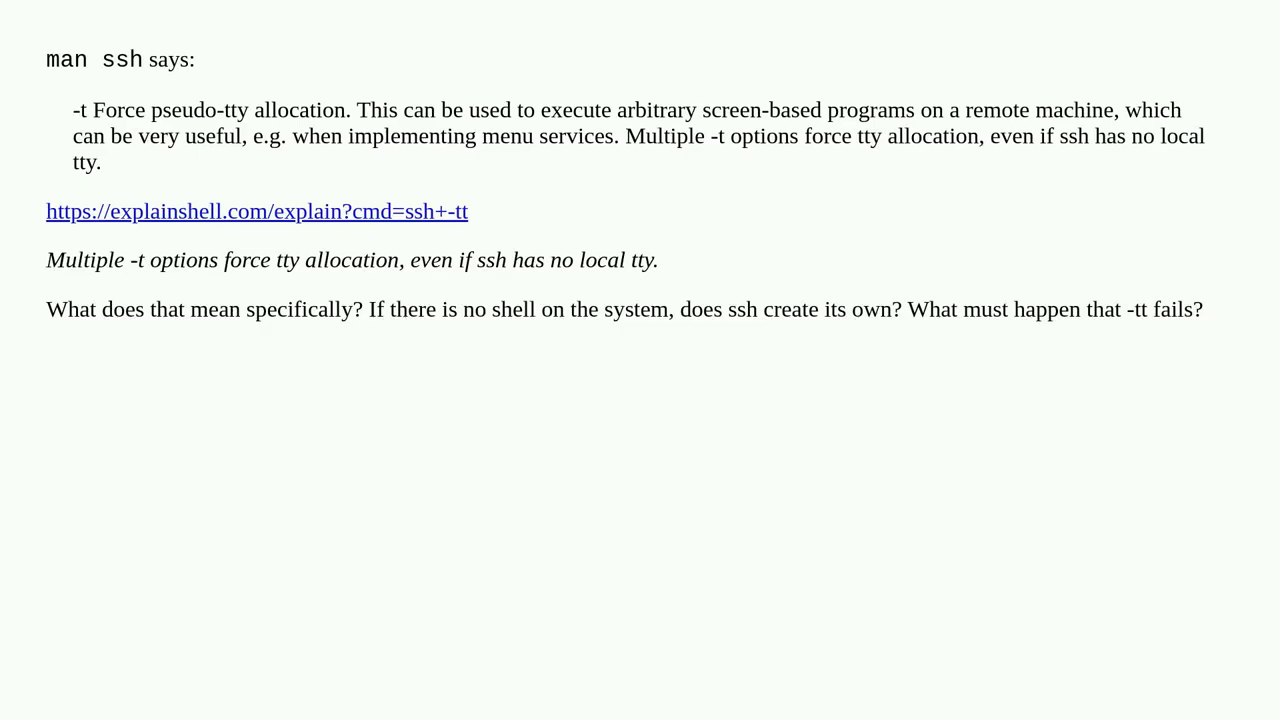 man ssh says:
-t Force pseudo-tty allocation. This can be used to execute arbitrary screen-based programs on a remote machine, which
can be very useful, e.g. when implementing menu services. Multiple -t options force tty allocation, even if ssh has no local
tty.
https://explainshell.com/explain?cmd=ssh+-tt
Multiple -t options force tty allocation, even if ssh has no local tty.
What does that mean specifically? If there is no shell on the system, does ssh create its own? What must happen that -tt fails?